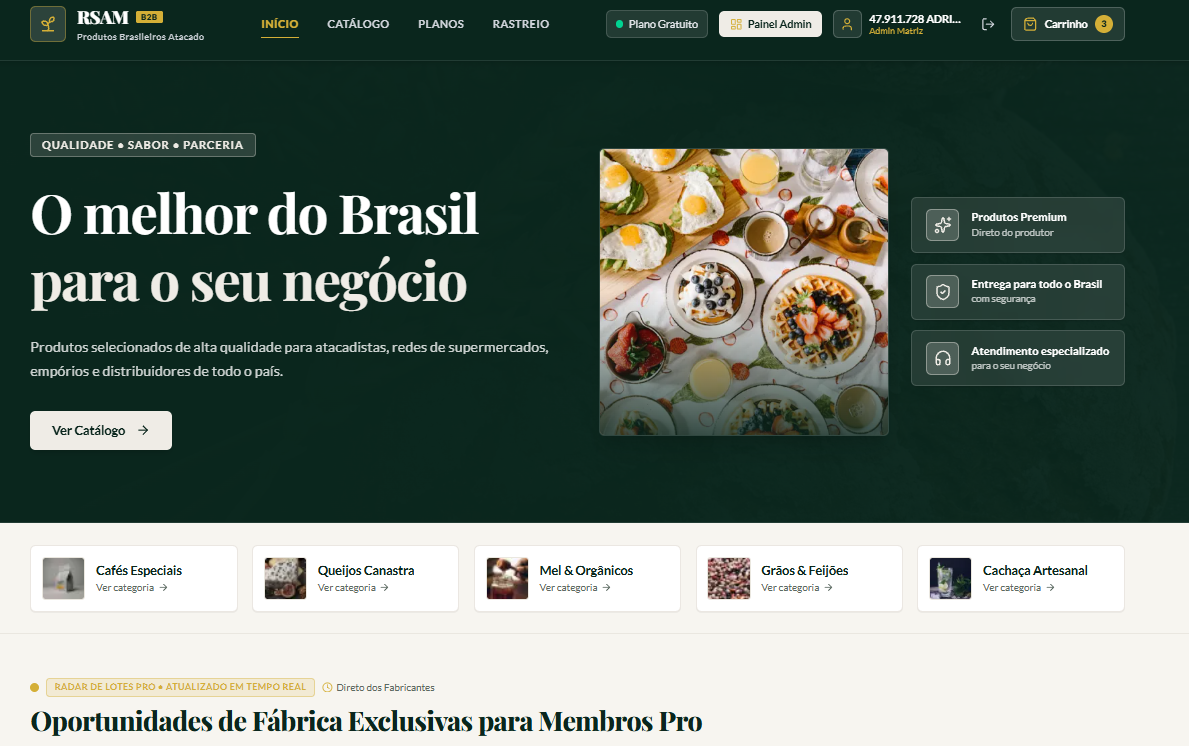 RSAM B2B
Produtos Brasileiros Atacado
INÍCIO
CATÁLOGO
PLANOS
RASTREIO
Plano Gratuito
Painel Admin
47.911.728 ADRI...
Admin Matriz
Carrinho 3
QUALIDADE • SABOR • PARCERIA
O melhor do Brasil
para o seu negócio
Produtos selecionados de alta qualidade para atacadistas, redes de supermercados,
empórios e distribuidores de todo o país.
Ver Catálogo →
Produtos Premium
Direto do produtor
Entrega para todo o Brasil
com segurança
Atendimento especializado
para o seu negócio
Cafés Especiais
Ver categoria →
Queijos Canastra
Ver categoria →
Mel & Orgânicos
Ver categoria →
Grãos & Feijões
Ver categoria →
Cachaça Artesanal
Ver categoria →
RADAR DE LOTES PRO • ATUALIZADO EM TEMPO REAL
Direto dos Fabricantes
Oportunidades de Fábrica Exclusivas para Membros Pro